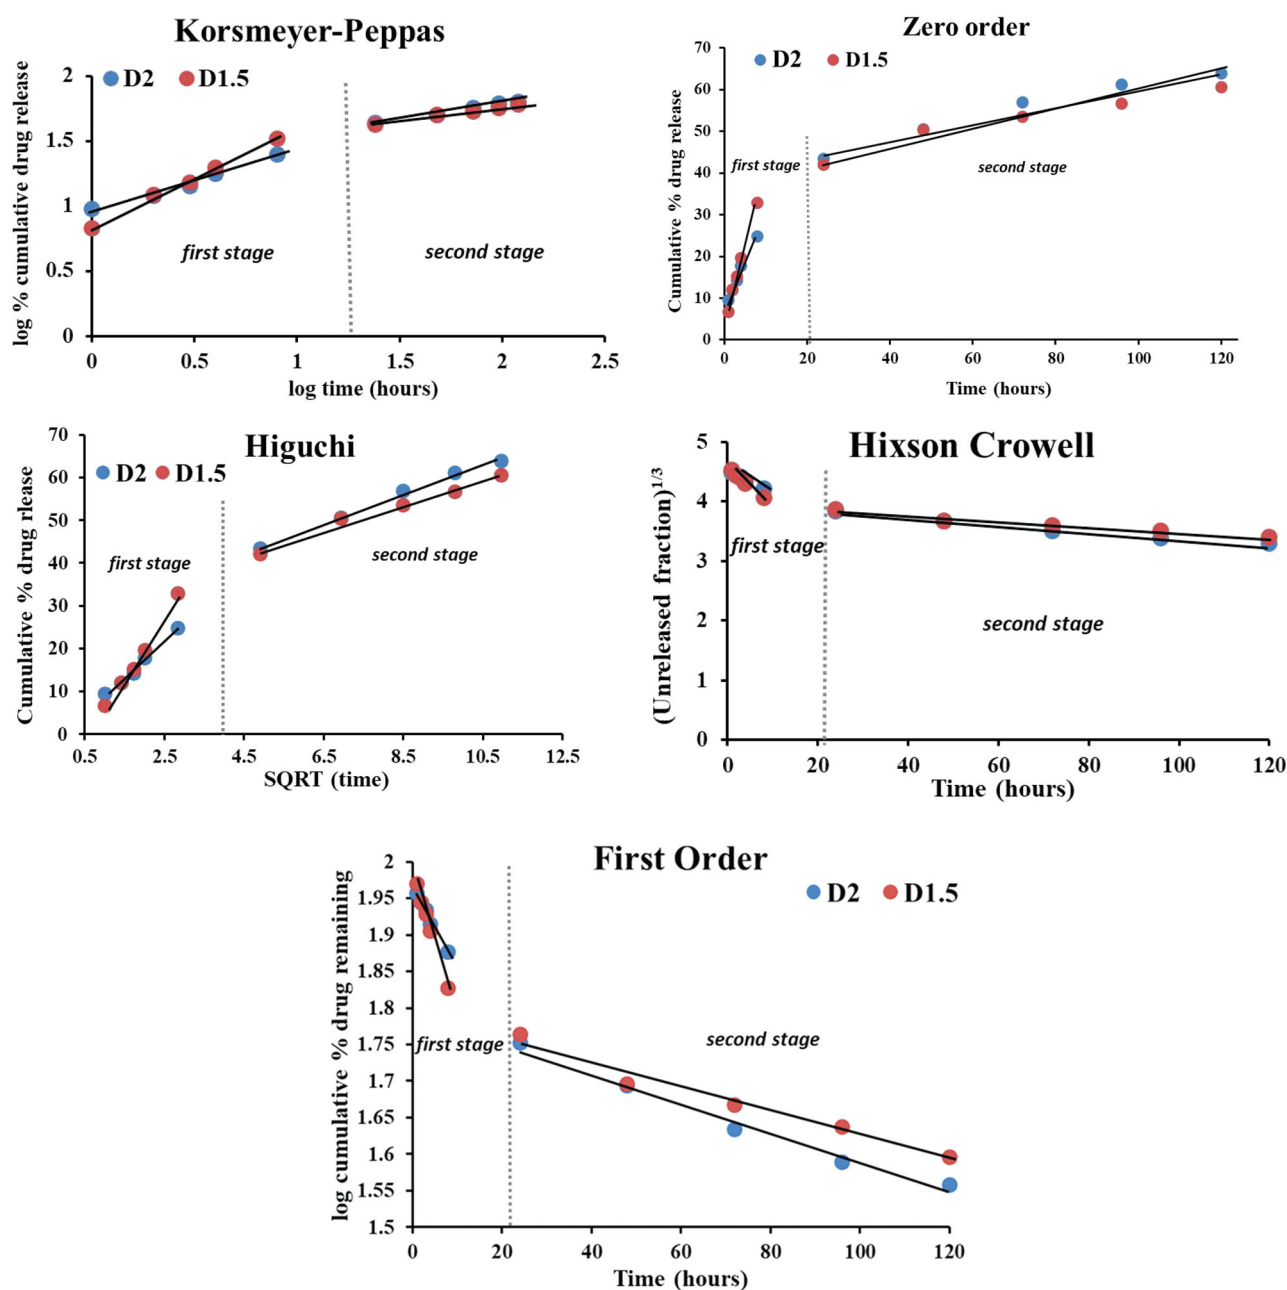 Korsmeyer-Peppas
D2 D1.5
log % cumulative drug release
2
1.5
1
0.5
0
first stage
second stage
0 0.5 1 1.5 2 2.5
log time (hours)
Zero order
D2 D1.5
Cumulative % drug release
70
60
50
40
30
20
10
0
first stage
second stage
0 20 40 60 80 100 120
Time (hours)
Higuchi
D2 D1.5
Cumulative % drug release
70
60
50
40
30
20
10
0
first stage
second stage
0.5 2.5 4.5 6.5 8.5 10.5 12.5
SQRT (time)
Hixson Crowell
(Unreleased fraction)1/3
5
4
3
2
1
0
first stage
second stage
0 20 40 60 80 100 120
Time (hours)
First Order
D2 D1.5
log cumulative % drug remaining
2
1.95
1.9
1.85
1.8
1.75
1.7
1.65
1.6
1.55
1.5
first stage
second stage
0 20 40 60 80 100 120
Time (hours)